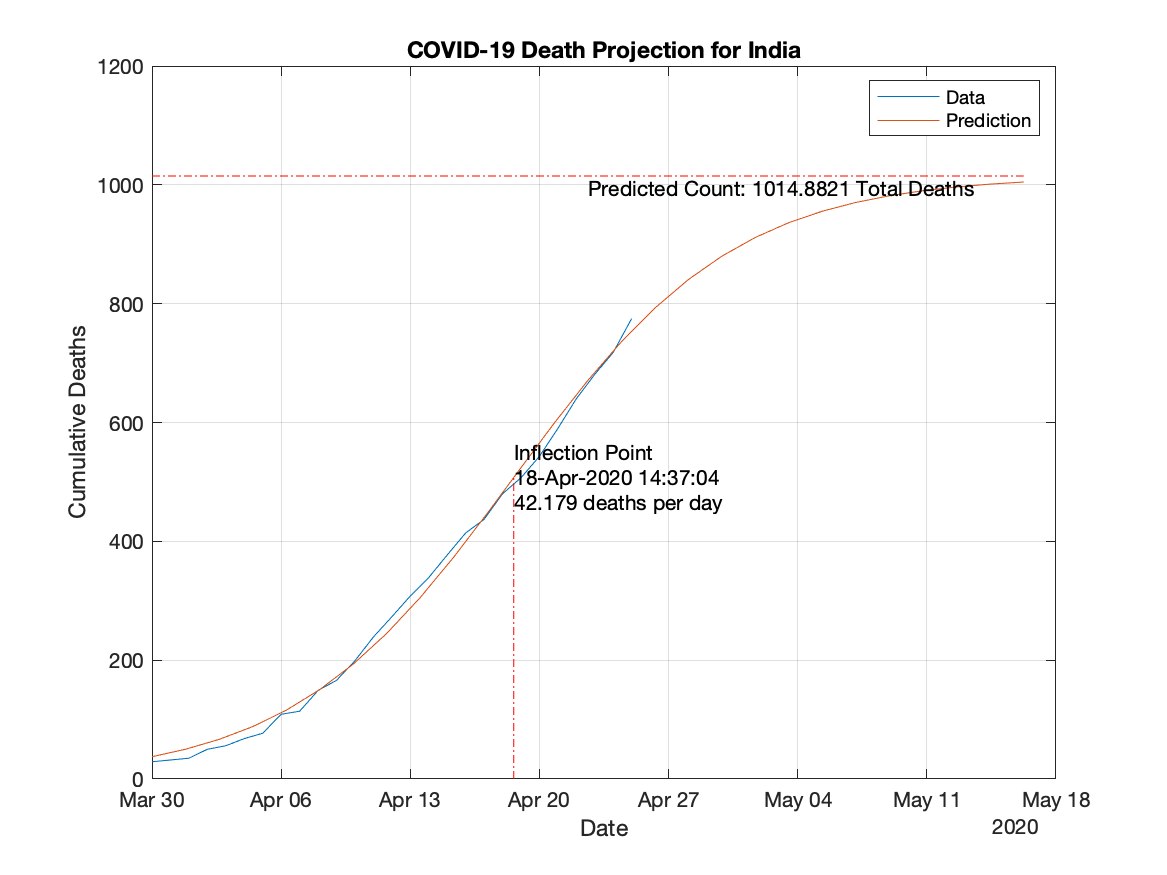 COVID-19 Death Projection for India
1200
1000
800
600
400
200
0
Cumulative Deaths
Data
Prediction
Predicted Count: 1014.8821 Total Deaths
Inflection Point
18-Apr-2020 14:37:04
42.179 deaths per day
Mar 30 Apr 06 Apr 13 Apr 20 Apr 27 May 04 May 11 May 18
Date
2020